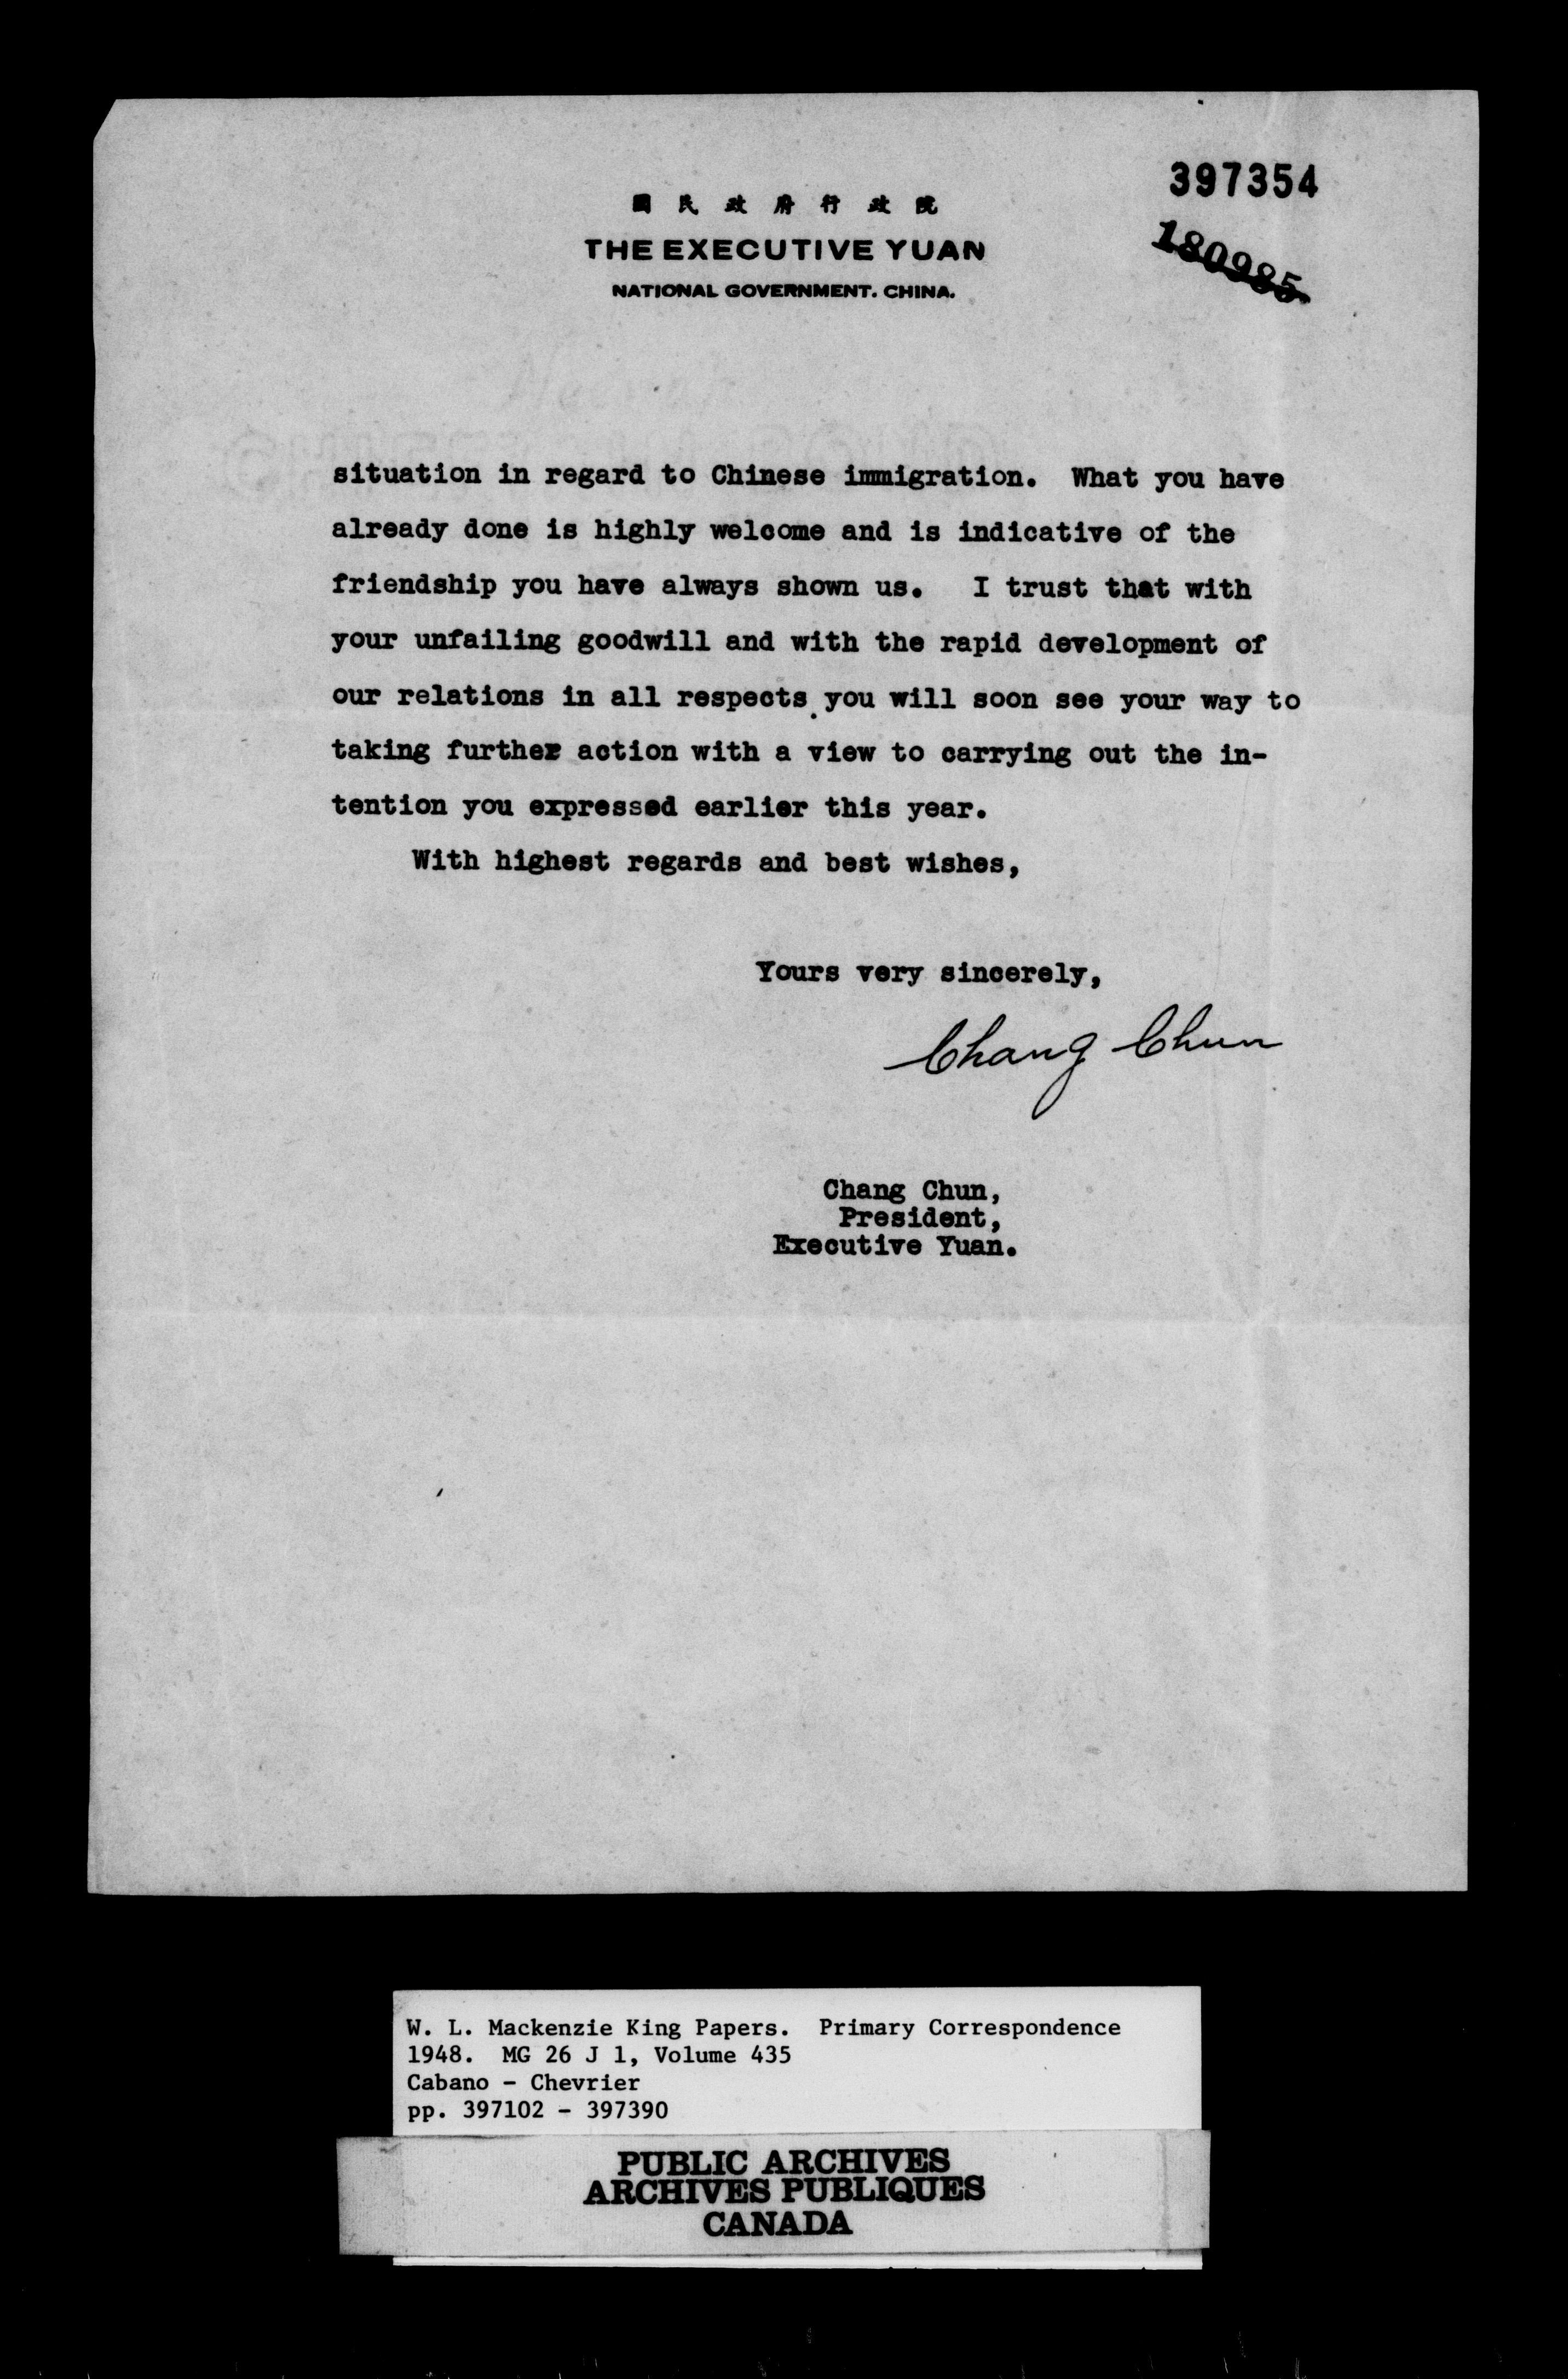 397354
180985
國民政府行政院
THE EXECUTIVE YUAN
NATIONAL GOVERNMENT. CHINA.
situation in regard to Chinese immigration. What you have
already done is highly welcome and is indicative of the
friendship you have always shown us. I trust that with
your unfailing goodwill and with the rapid development of
our relations in all respects you will soon see your way to
taking further action with a view to carrying out the in-
tention you expressed earlier this year.
With highest regards and best wishes,
Yours very sincerely,
Chang Chun
Chang Chun,
President,
Executive Yuan.
W. L. Mackenzie King Papers. Primary Correspondence
1948. MG 26 J 1, Volume 435
Cabano - Chevrier
pp. 397102 - 397390
PUBLIC ARCHIVES
ARCHIVES PUBLIQUES
CANADA